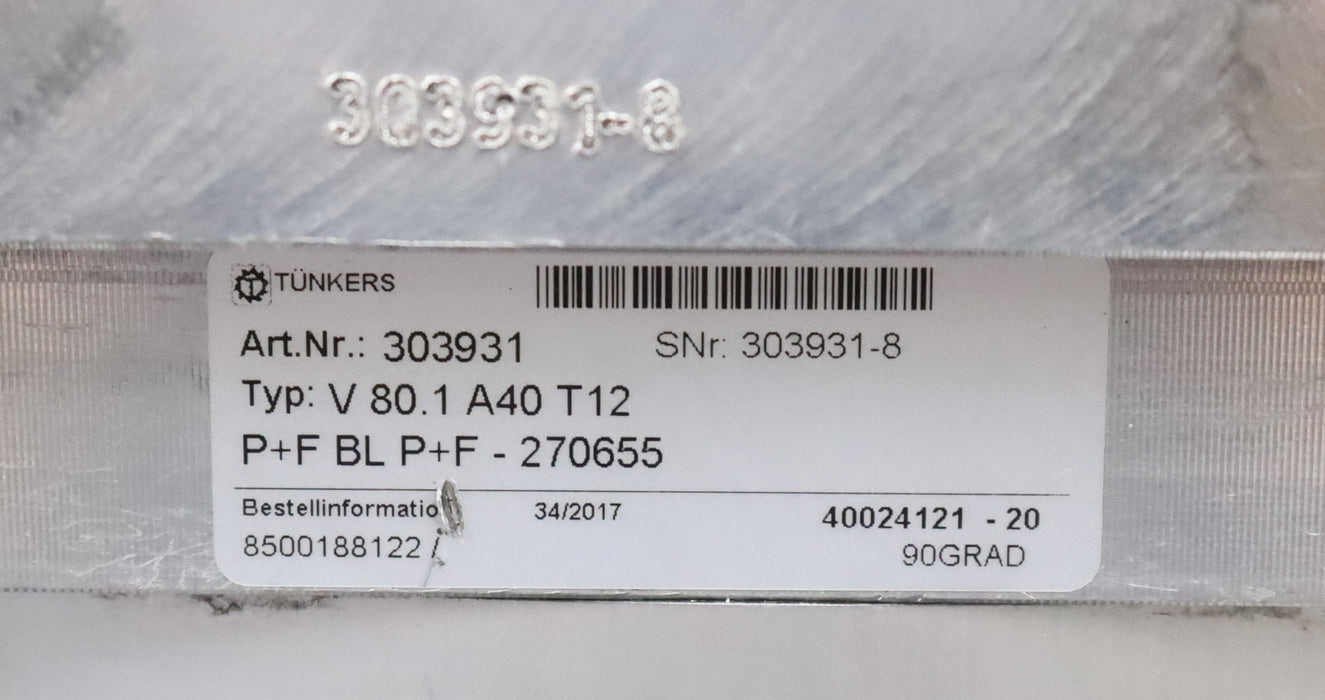 303931-8
TÜNKERS
Art.Nr.: 303931 SNr: 303931-8
Typ: V 80.1 A40 T12
P+F BL P+F - 270655
Bestellinformatio 34/2017 40024121 - 20
8500188122 / 90GRAD